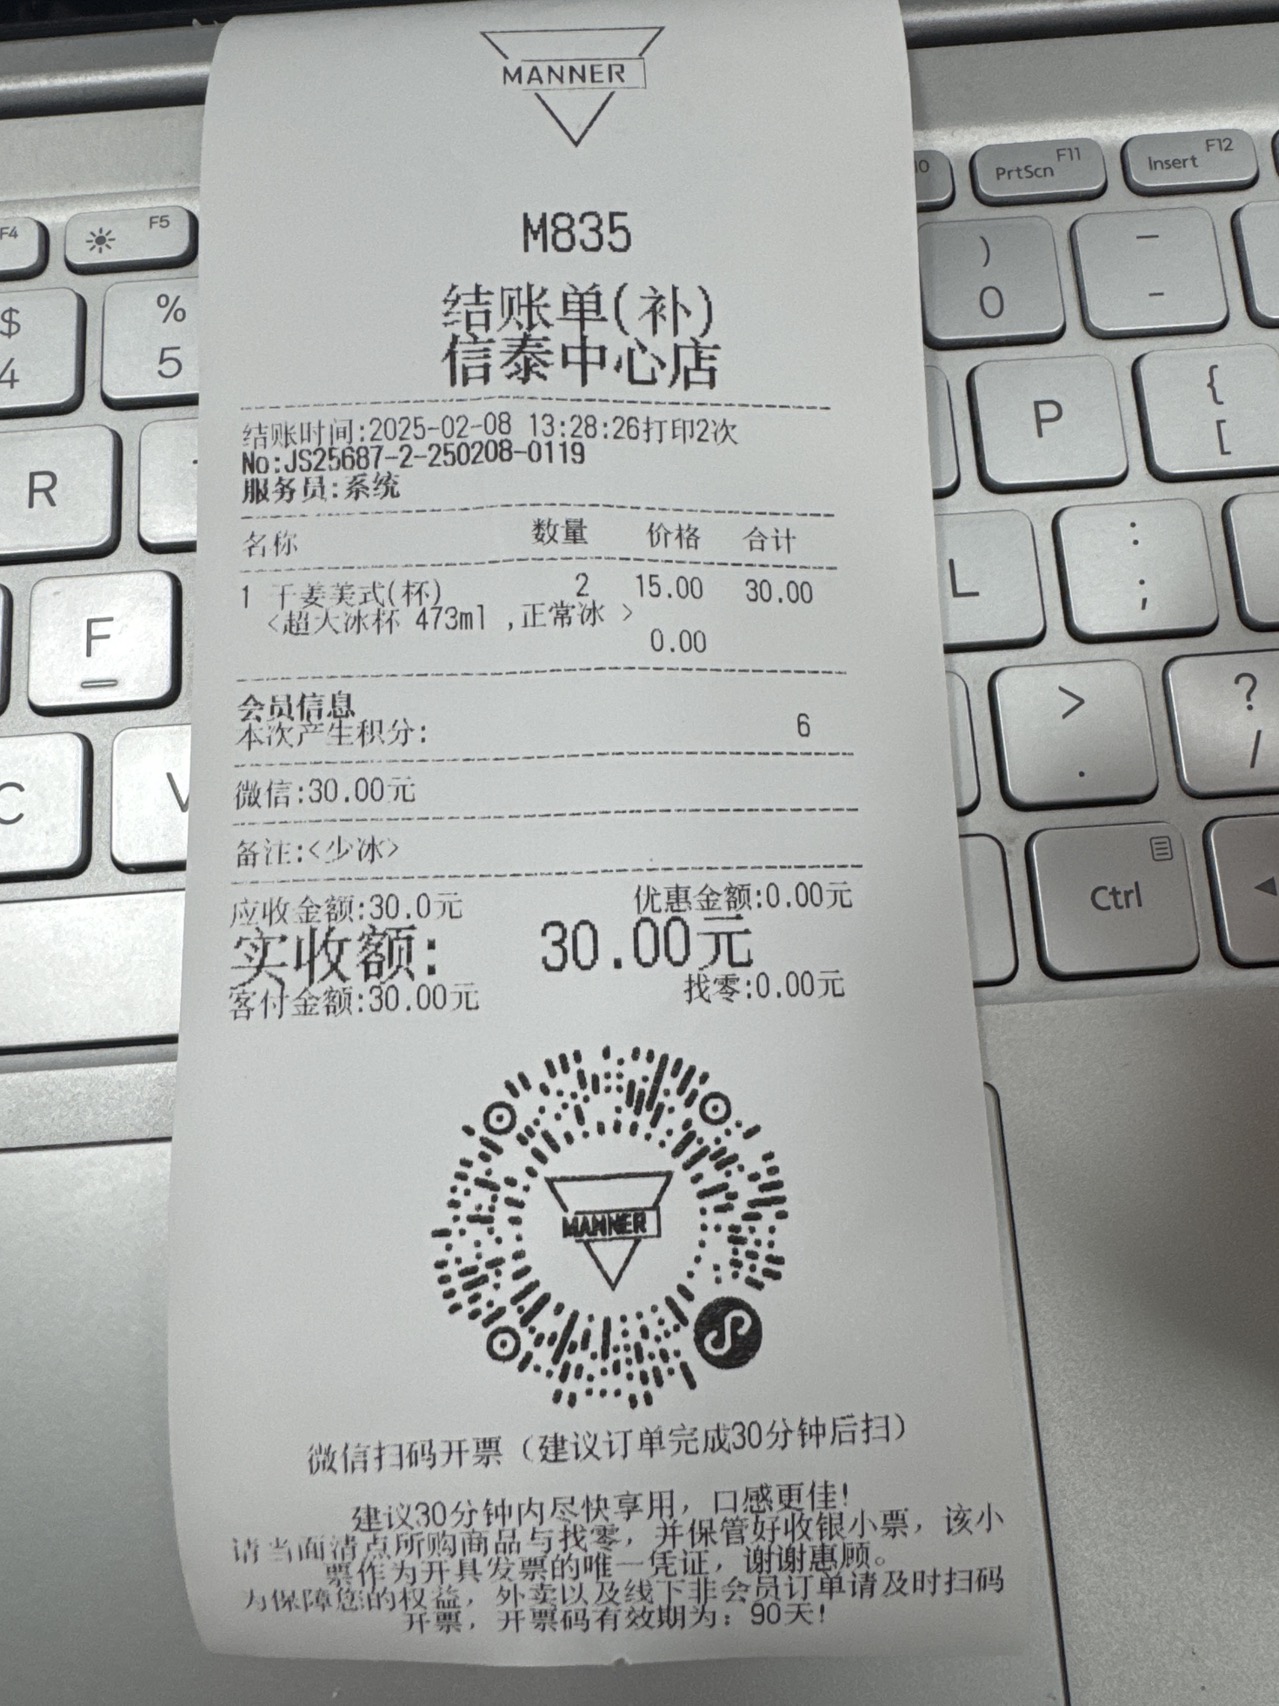 MANNER
M835
结账单(补)
信泰中心店
结账时间:2025-02-08 13:28:26打印2次
No:JS25687-2-250208-0119
服务员:系统
名称 数量 价格 合计
1 干姜美式(杯) 2 15.00 30.00
<超大冰杯 473ml ,正常冰 >
0.00
会员信息
本次产生积分: 6
微信:30.00元
备注:<少冰>
应收金额:30.0元 优惠金额:0.00元
实收额: 30.00元
客付金额:30.00元 找零:0.00元
MANNER
微信扫码开票（建议订单完成30分钟后扫）
建议30分钟内尽快享用，口感更佳!
请当面清点所购商品与找零，并保管好收银小票，该小
票作为开具发票的唯一凭证，谢谢惠顾。
为保障您的权益，外卖以及线下非会员订单请及时扫码
开票，开票码有效期为：90天!
F4 F5
$ 4 % 5
R
F
C V
PrtScn F11 Insert F12
) 0 — -
P { [
L : ;
> . ? /
Ctrl